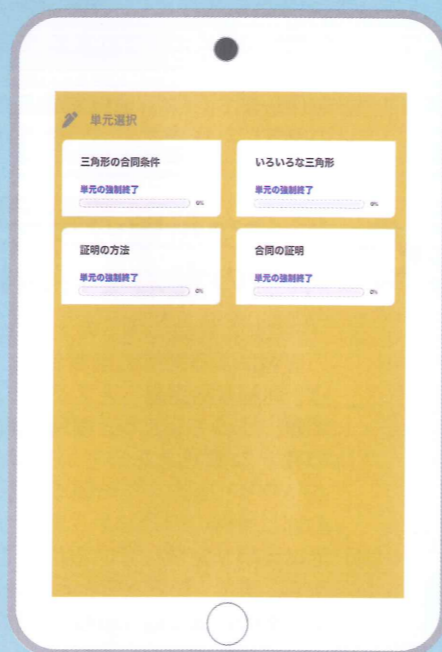 単元選択
三角形の合同条件
単元の強制終了
0%
いろいろな三角形
単元の強制終了
0%
証明の方法
単元の強制終了
0%
合同の証明
単元の強制終了
0%